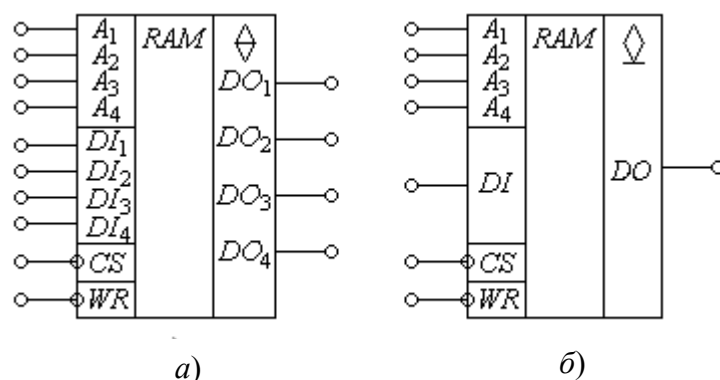 A₁ RAM
A₂
A₃
A₄
DI₁
DI₂
DI₃
DI₄
CS
WR
DO₁
DO₂
DO₃
DO₄
а)
A₁ RAM
A₂
A₃
A₄
DI
CS
WR
DO
б)